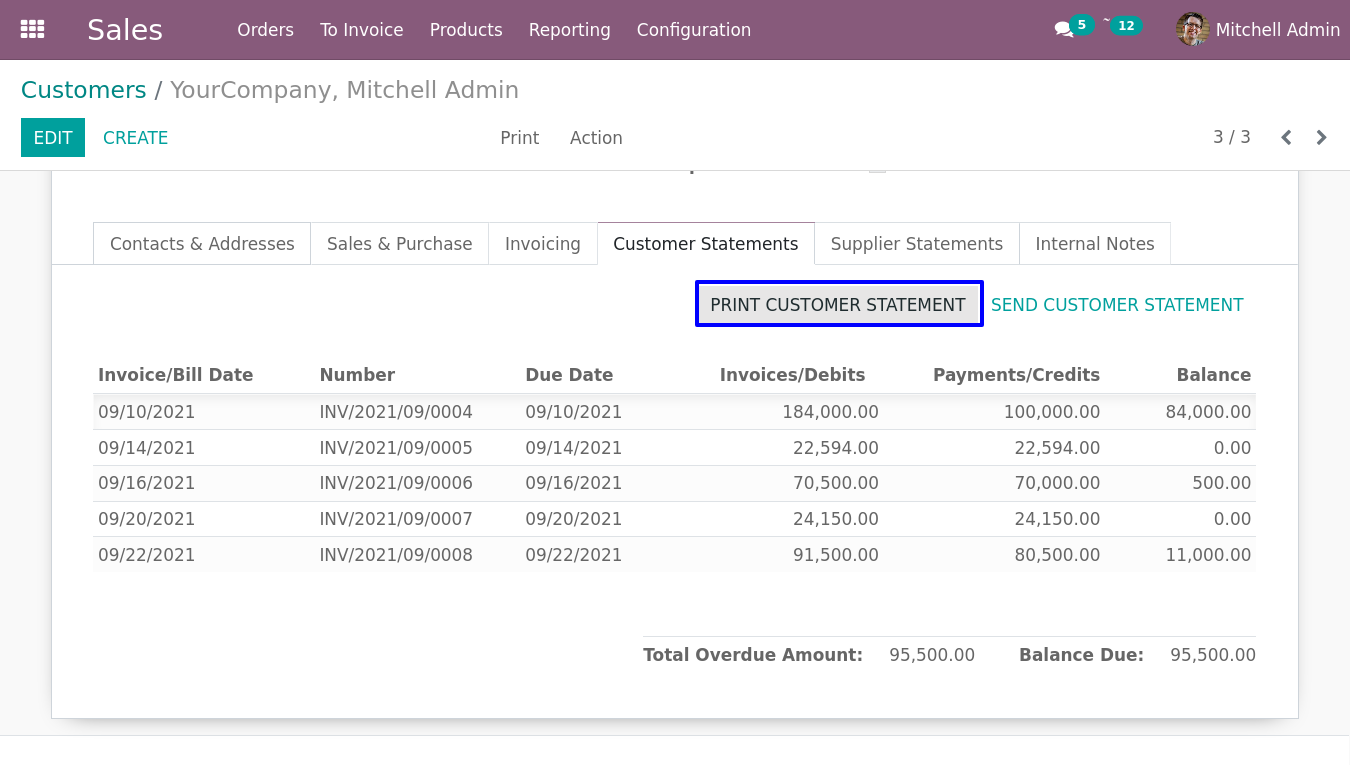 Sales Orders To Invoice Products Reporting Configuration 5 12 Mitchell Admin
Customers / YourCompany, Mitchell Admin
EDIT CREATE Print Action 3 / 3
Contacts & Addresses Sales & Purchase Invoicing Customer Statements Supplier Statements Internal Notes
PRINT CUSTOMER STATEMENT SEND CUSTOMER STATEMENT
Invoice/Bill Date Number Due Date Invoices/Debits Payments/Credits Balance
09/10/2021 INV/2021/09/0004 09/10/2021 184,000.00 100,000.00 84,000.00
09/14/2021 INV/2021/09/0005 09/14/2021 22,594.00 22,594.00 0.00
09/16/2021 INV/2021/09/0006 09/16/2021 70,500.00 70,000.00 500.00
09/20/2021 INV/2021/09/0007 09/20/2021 24,150.00 24,150.00 0.00
09/22/2021 INV/2021/09/0008 09/22/2021 91,500.00 80,500.00 11,000.00
Total Overdue Amount: 95,500.00 Balance Due: 95,500.00